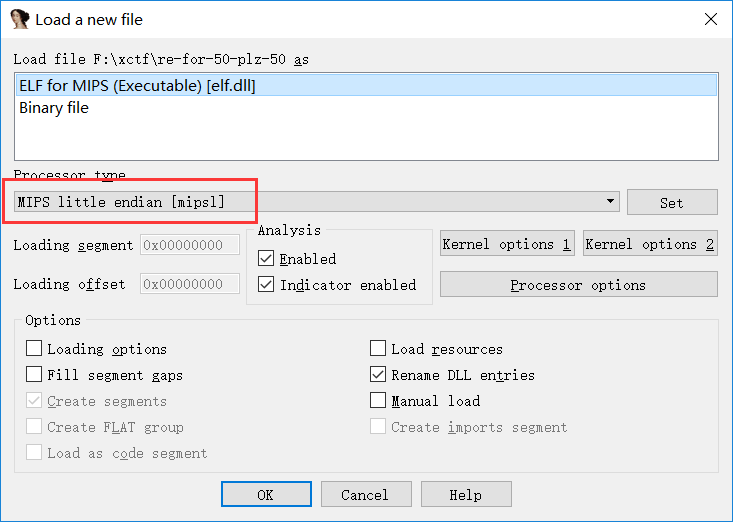 Load a new file
Load file F:\xctf\re-for-50-plz-50 as
ELF for MIPS (Executable) [elf.dll]
Binary file
Processor type
MIPS little endian [mipsl]
Set
Loading segment 0x00000000
Loading offset 0x00000000
Analysis
Enabled
Indicator enabled
Kernel options 1
Kernel options 2
Processor options
Options
Loading options
Fill segment gaps
Create segments
Create FLAT group
Load as code segment
Load resources
Rename DLL entries
Manual load
Create imports segment
OK
Cancel
Help